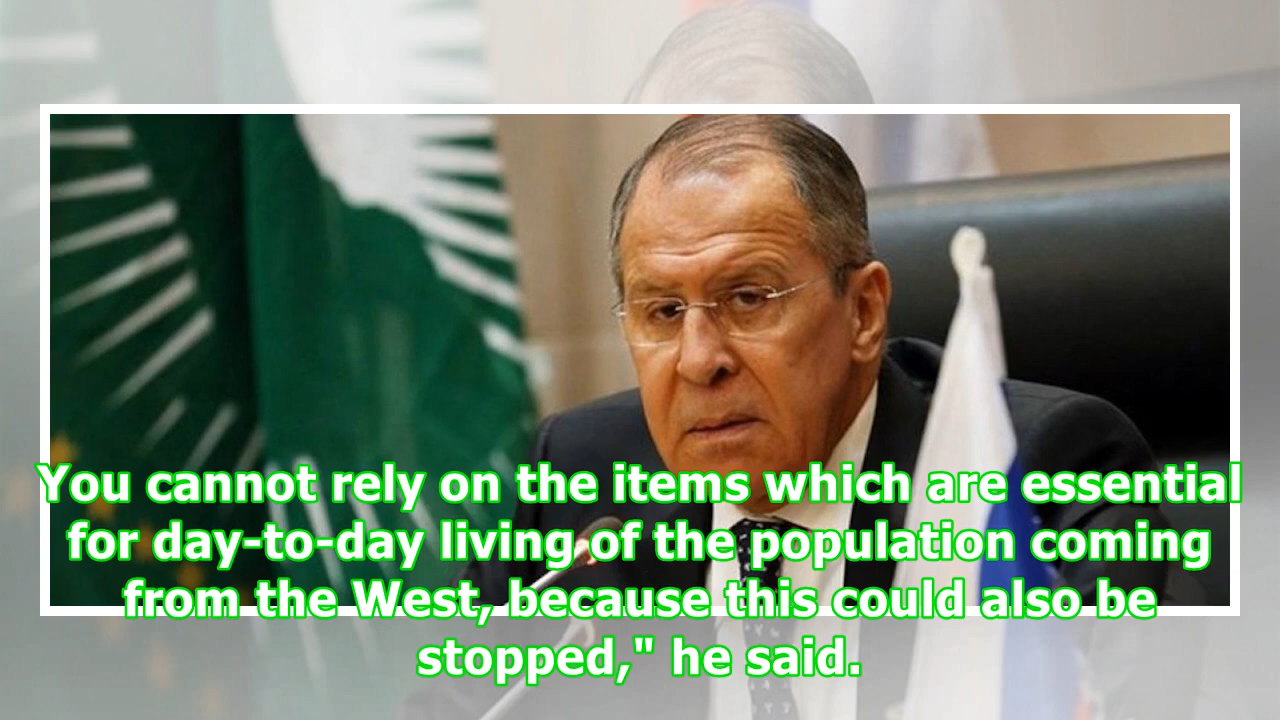 You cannot rely on the items which are essential
for day-to-day living of the population coming
from the West, because this could also be
stopped," he said.